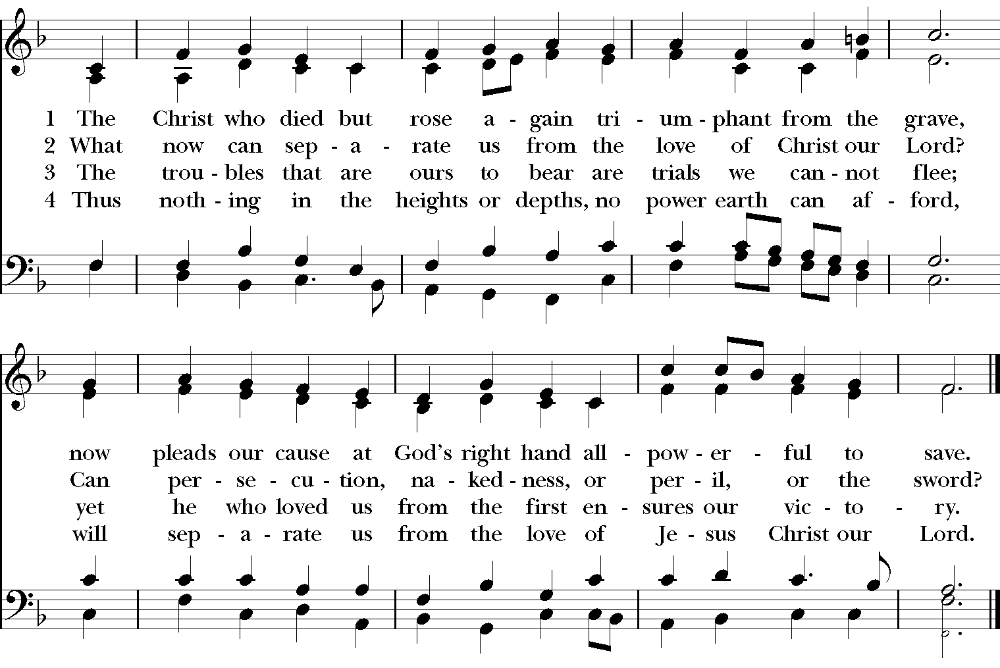 1 The Christ who died but rose a - gain tri - um - phant from the grave,
2 What now can sep - a - rate us from the love of Christ our Lord?
3 The trou - bles that are ours to bear are trials we can - not flee;
4 Thus noth - ing in the heights or depths, no power earth can af - ford,
now pleads our cause at God's right hand all - pow - er - ful to save.
Can per - se - cu - tion, na - ked - ness, or per - il, or the sword?
yet he who loved us from the first en - sures our vic - to - ry.
will sep - a - rate us from the love of Je - sus Christ our Lord.